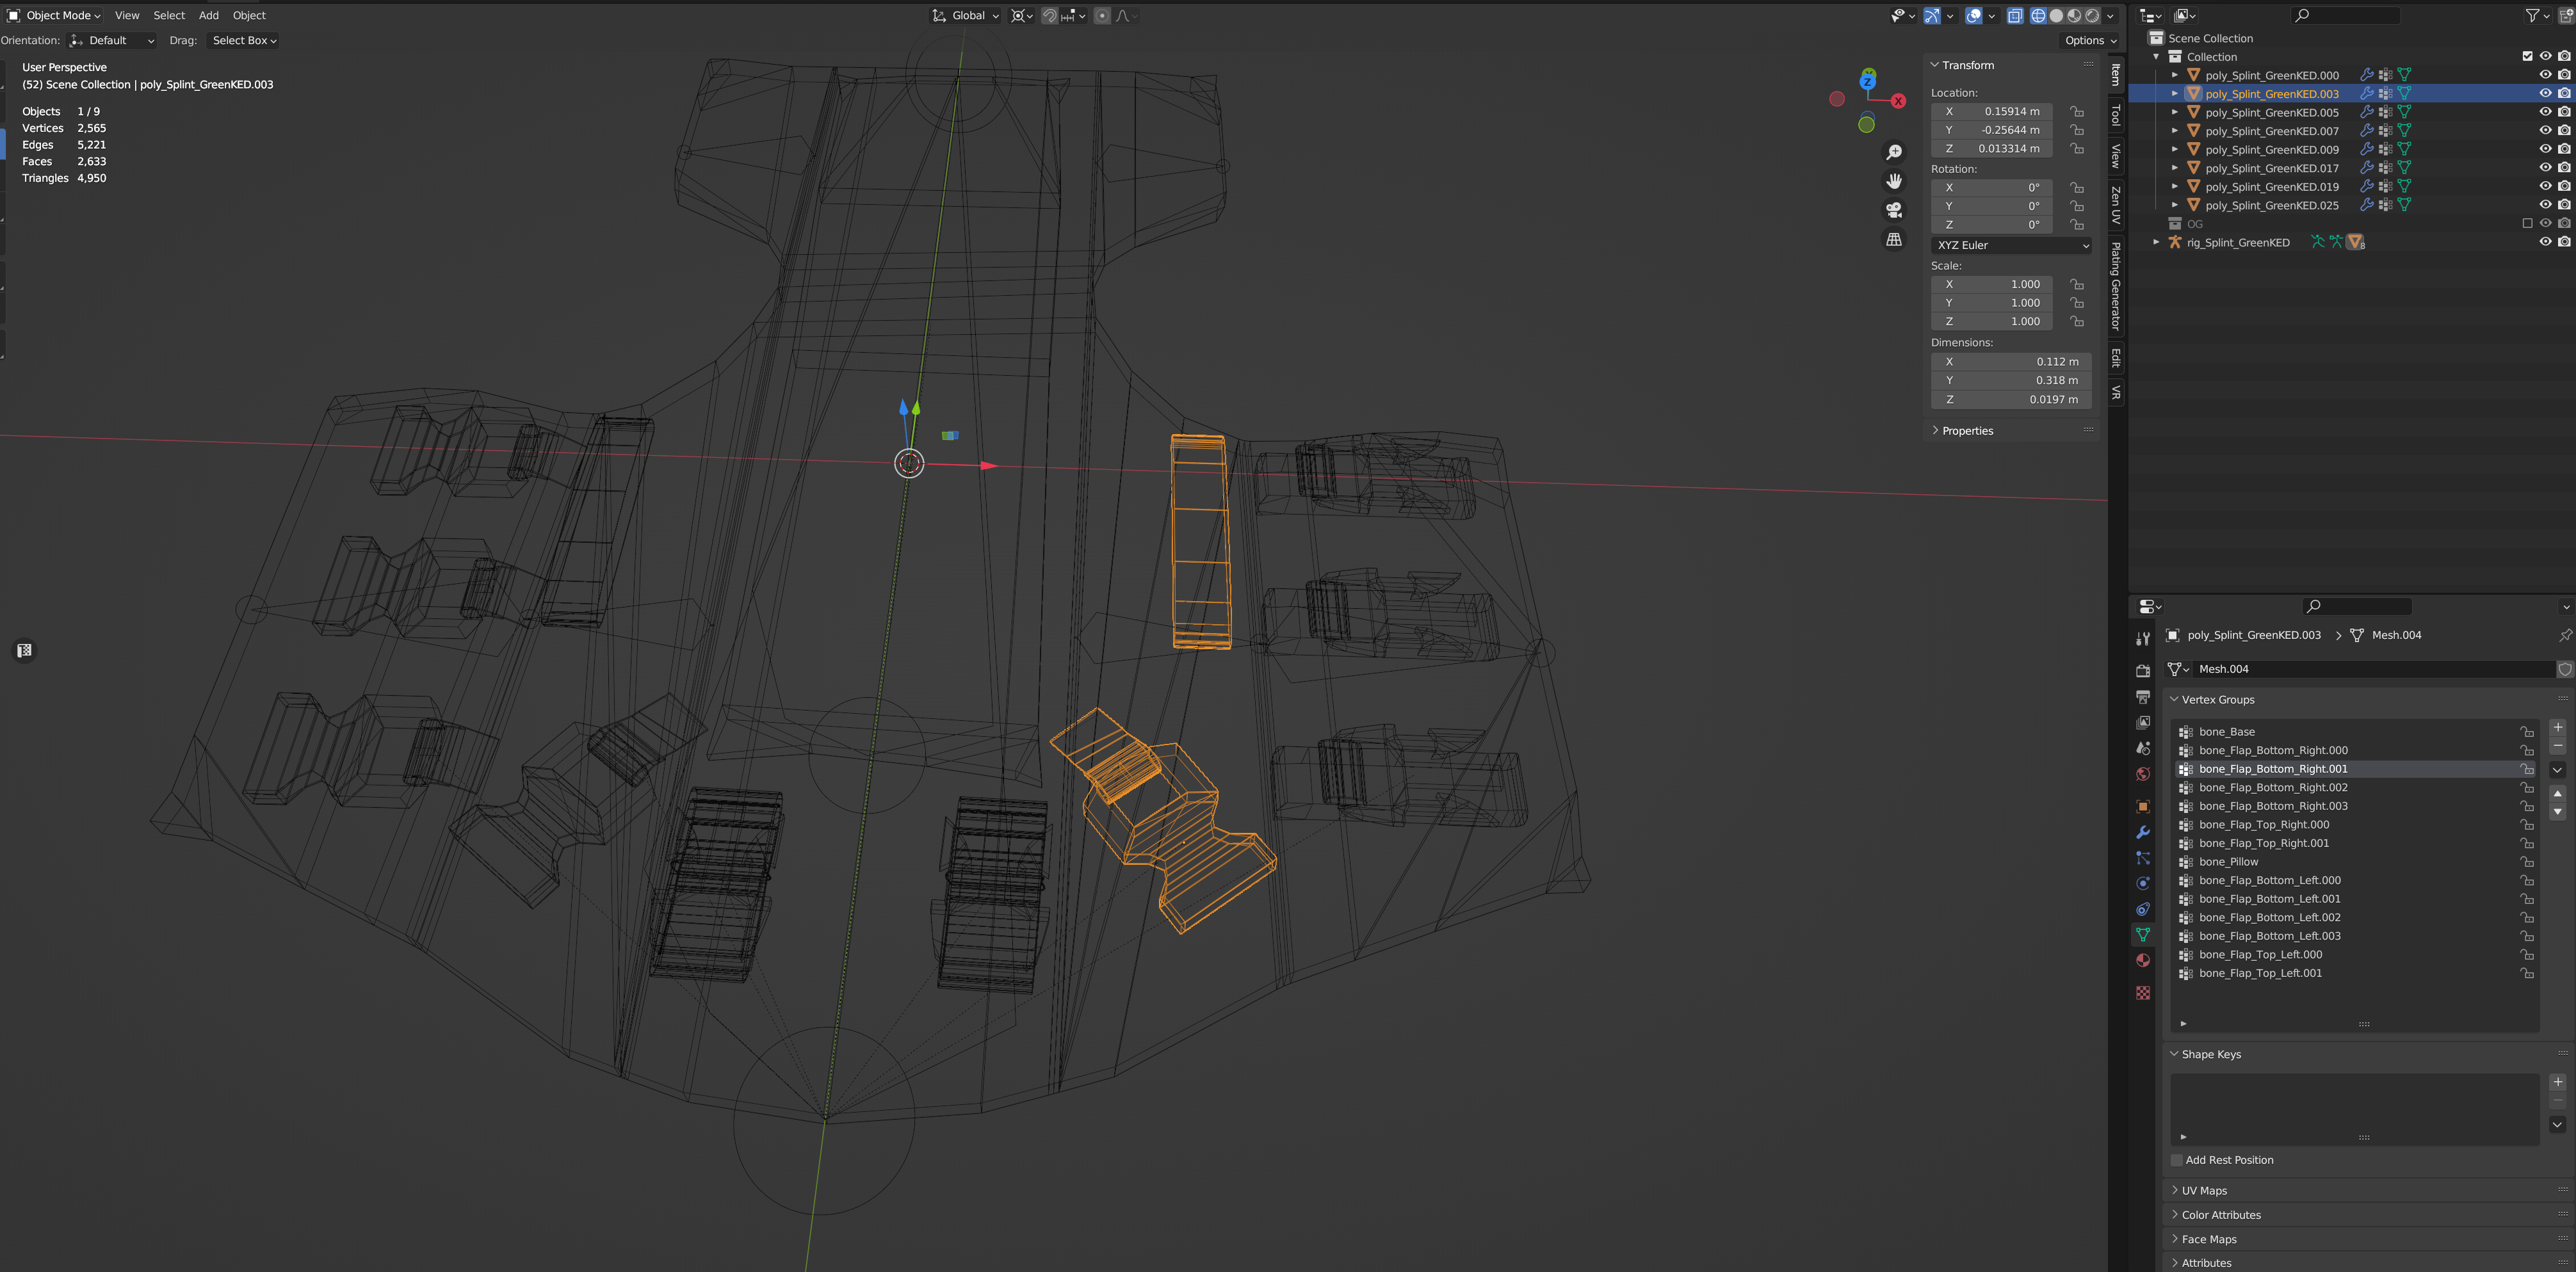 Object Mode View Select Add Object
Global
Options
Orientation: Default Drag: Select Box
User Perspective
(52) Scene Collection | poly_Splint_GreenKED.003
Objects 1 / 9
Vertices 2,565
Edges 5,221
Faces 2,633
Triangles 4,950
Z
X
Transform
Location:
X 0.15914 m
Y -0.25644 m
Z 0.013314 m
Rotation:
X 0°
Y 0°
Z 0°
XYZ Euler
Scale:
X 1.000
Y 1.000
Z 1.000
Dimensions:
X 0.112 m
Y 0.318 m
Z 0.0197 m
Properties
Item
Tool
View
Zen UV
Plating Generator
Edit
VR
Scene Collection
Collection
poly_Splint_GreenKED.000
poly_Splint_GreenKED.003
poly_Splint_GreenKED.005
poly_Splint_GreenKED.007
poly_Splint_GreenKED.009
poly_Splint_GreenKED.017
poly_Splint_GreenKED.019
poly_Splint_GreenKED.025
OG
rig_Splint_GreenKED 8
poly_Splint_GreenKED.003 Mesh.004
Mesh.004
Vertex Groups
bone_Base
bone_Flap_Bottom_Right.000
bone_Flap_Bottom_Right.001
bone_Flap_Bottom_Right.002
bone_Flap_Bottom_Right.003
bone_Flap_Top_Right.000
bone_Flap_Top_Right.001
bone_Pillow
bone_Flap_Bottom_Left.000
bone_Flap_Bottom_Left.001
bone_Flap_Bottom_Left.002
bone_Flap_Bottom_Left.003
bone_Flap_Top_Left.000
bone_Flap_Top_Left.001
Shape Keys
Add Rest Position
UV Maps
Color Attributes
Face Maps
Attributes